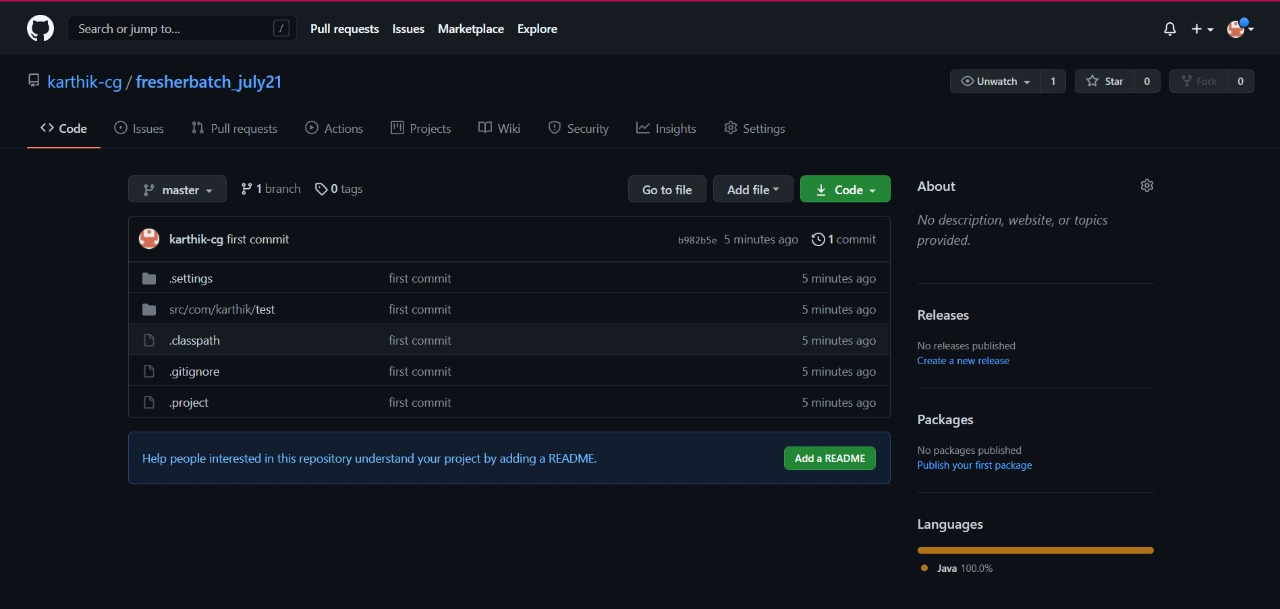 Search or jump to... /
Pull requests Issues Marketplace Explore
karthik-cg / fresherbatch_july21
Unwatch 1 Star 0 Fork 0
Code Issues Pull requests Actions Projects Wiki Security Insights Settings
master 1 branch 0 tags
Go to file Add file Code
karthik-cg first commit b982b5e 5 minutes ago 1 commit
.settings first commit 5 minutes ago
src/com/karthik/test first commit 5 minutes ago
.classpath first commit 5 minutes ago
.gitignore first commit 5 minutes ago
.project first commit 5 minutes ago
Help people interested in this repository understand your project by adding a README. Add a README
About
No description, website, or topics
provided.
Releases
No releases published
Create a new release
Packages
No packages published
Publish your first package
Languages
Java 100.0%